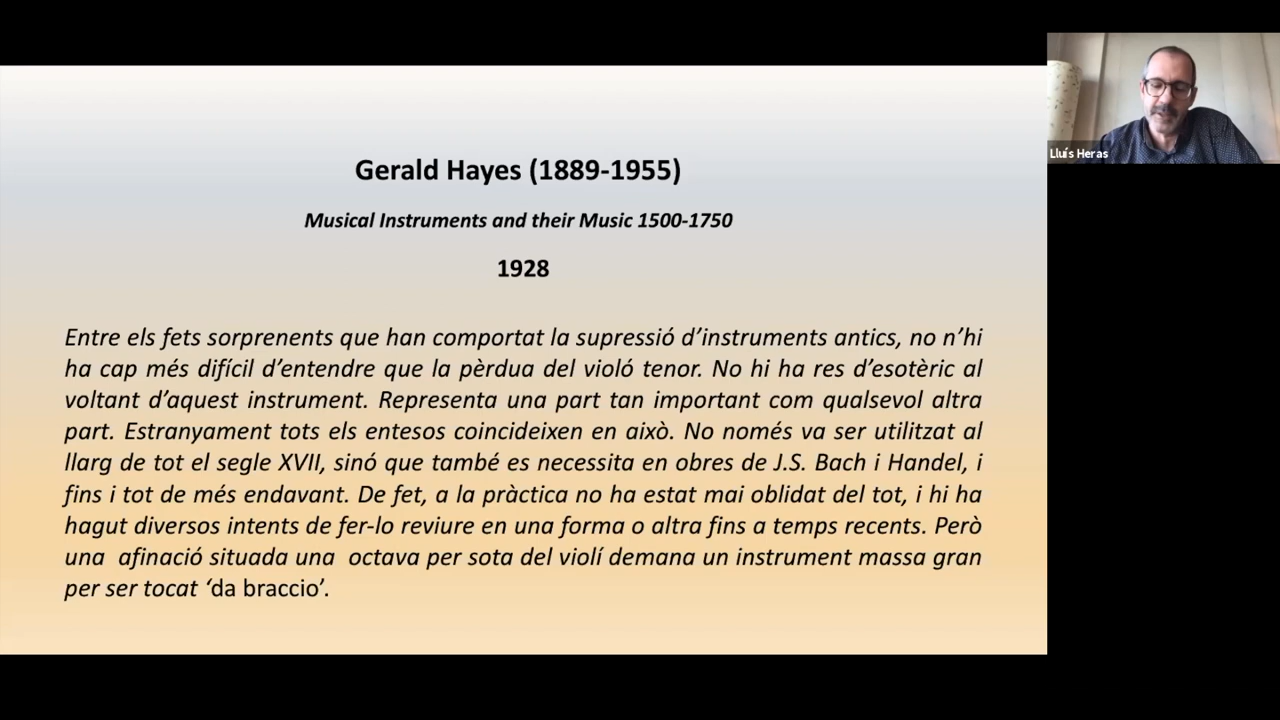 Gerald Hayes (1889-1955)
Musical Instruments and their Music 1500-1750
1928
Entre els fets sorprenents que han comportat la supressió d’instruments antics, no n’hi
ha cap més difícil d’entendre que la pèrdua del violó tenor. No hi ha res d’esotèric al
voltant d’aquest instrument. Representa una part tan important com qualsevol altra
part. Estranyament tots els entesos coincideixen en això. No només va ser utilitzat al
llarg de tot el segle XVII, sinó que també es necessita en obres de J.S. Bach i Handel, i
fins i tot de més endavant. De fet, a la pràctica no ha estat mai oblidat del tot, i hi ha
hagut diversos intents de fer-lo reviure en una forma o altra fins a temps recents. Però
una afinació situada una octava per sota del violí demana un instrument massa gran
per ser tocat ‘da braccio’.
Lluís Heras